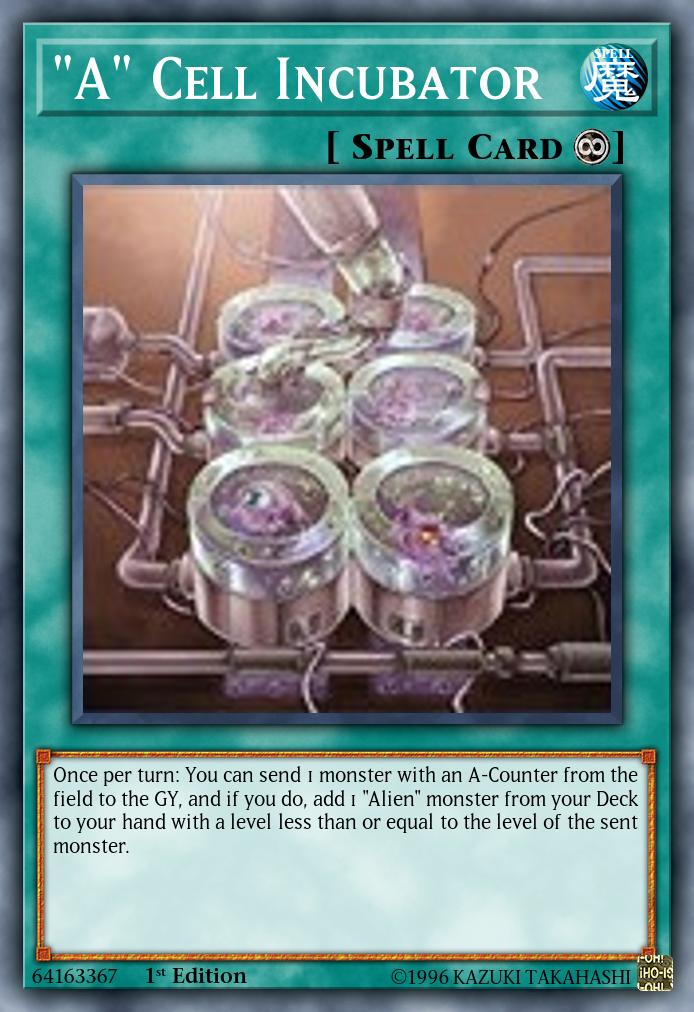 "A" Cell Incubator
SPELL
魔
[ Spell Card ]
Once per turn: You can send 1 monster with an A-Counter from the
field to the GY, and if you do, add 1 "Alien" monster from your Deck
to your hand with a level less than or equal to the level of the sent
monster.
64163367 1st Edition ©1996 KAZUKI TAKAHASHI